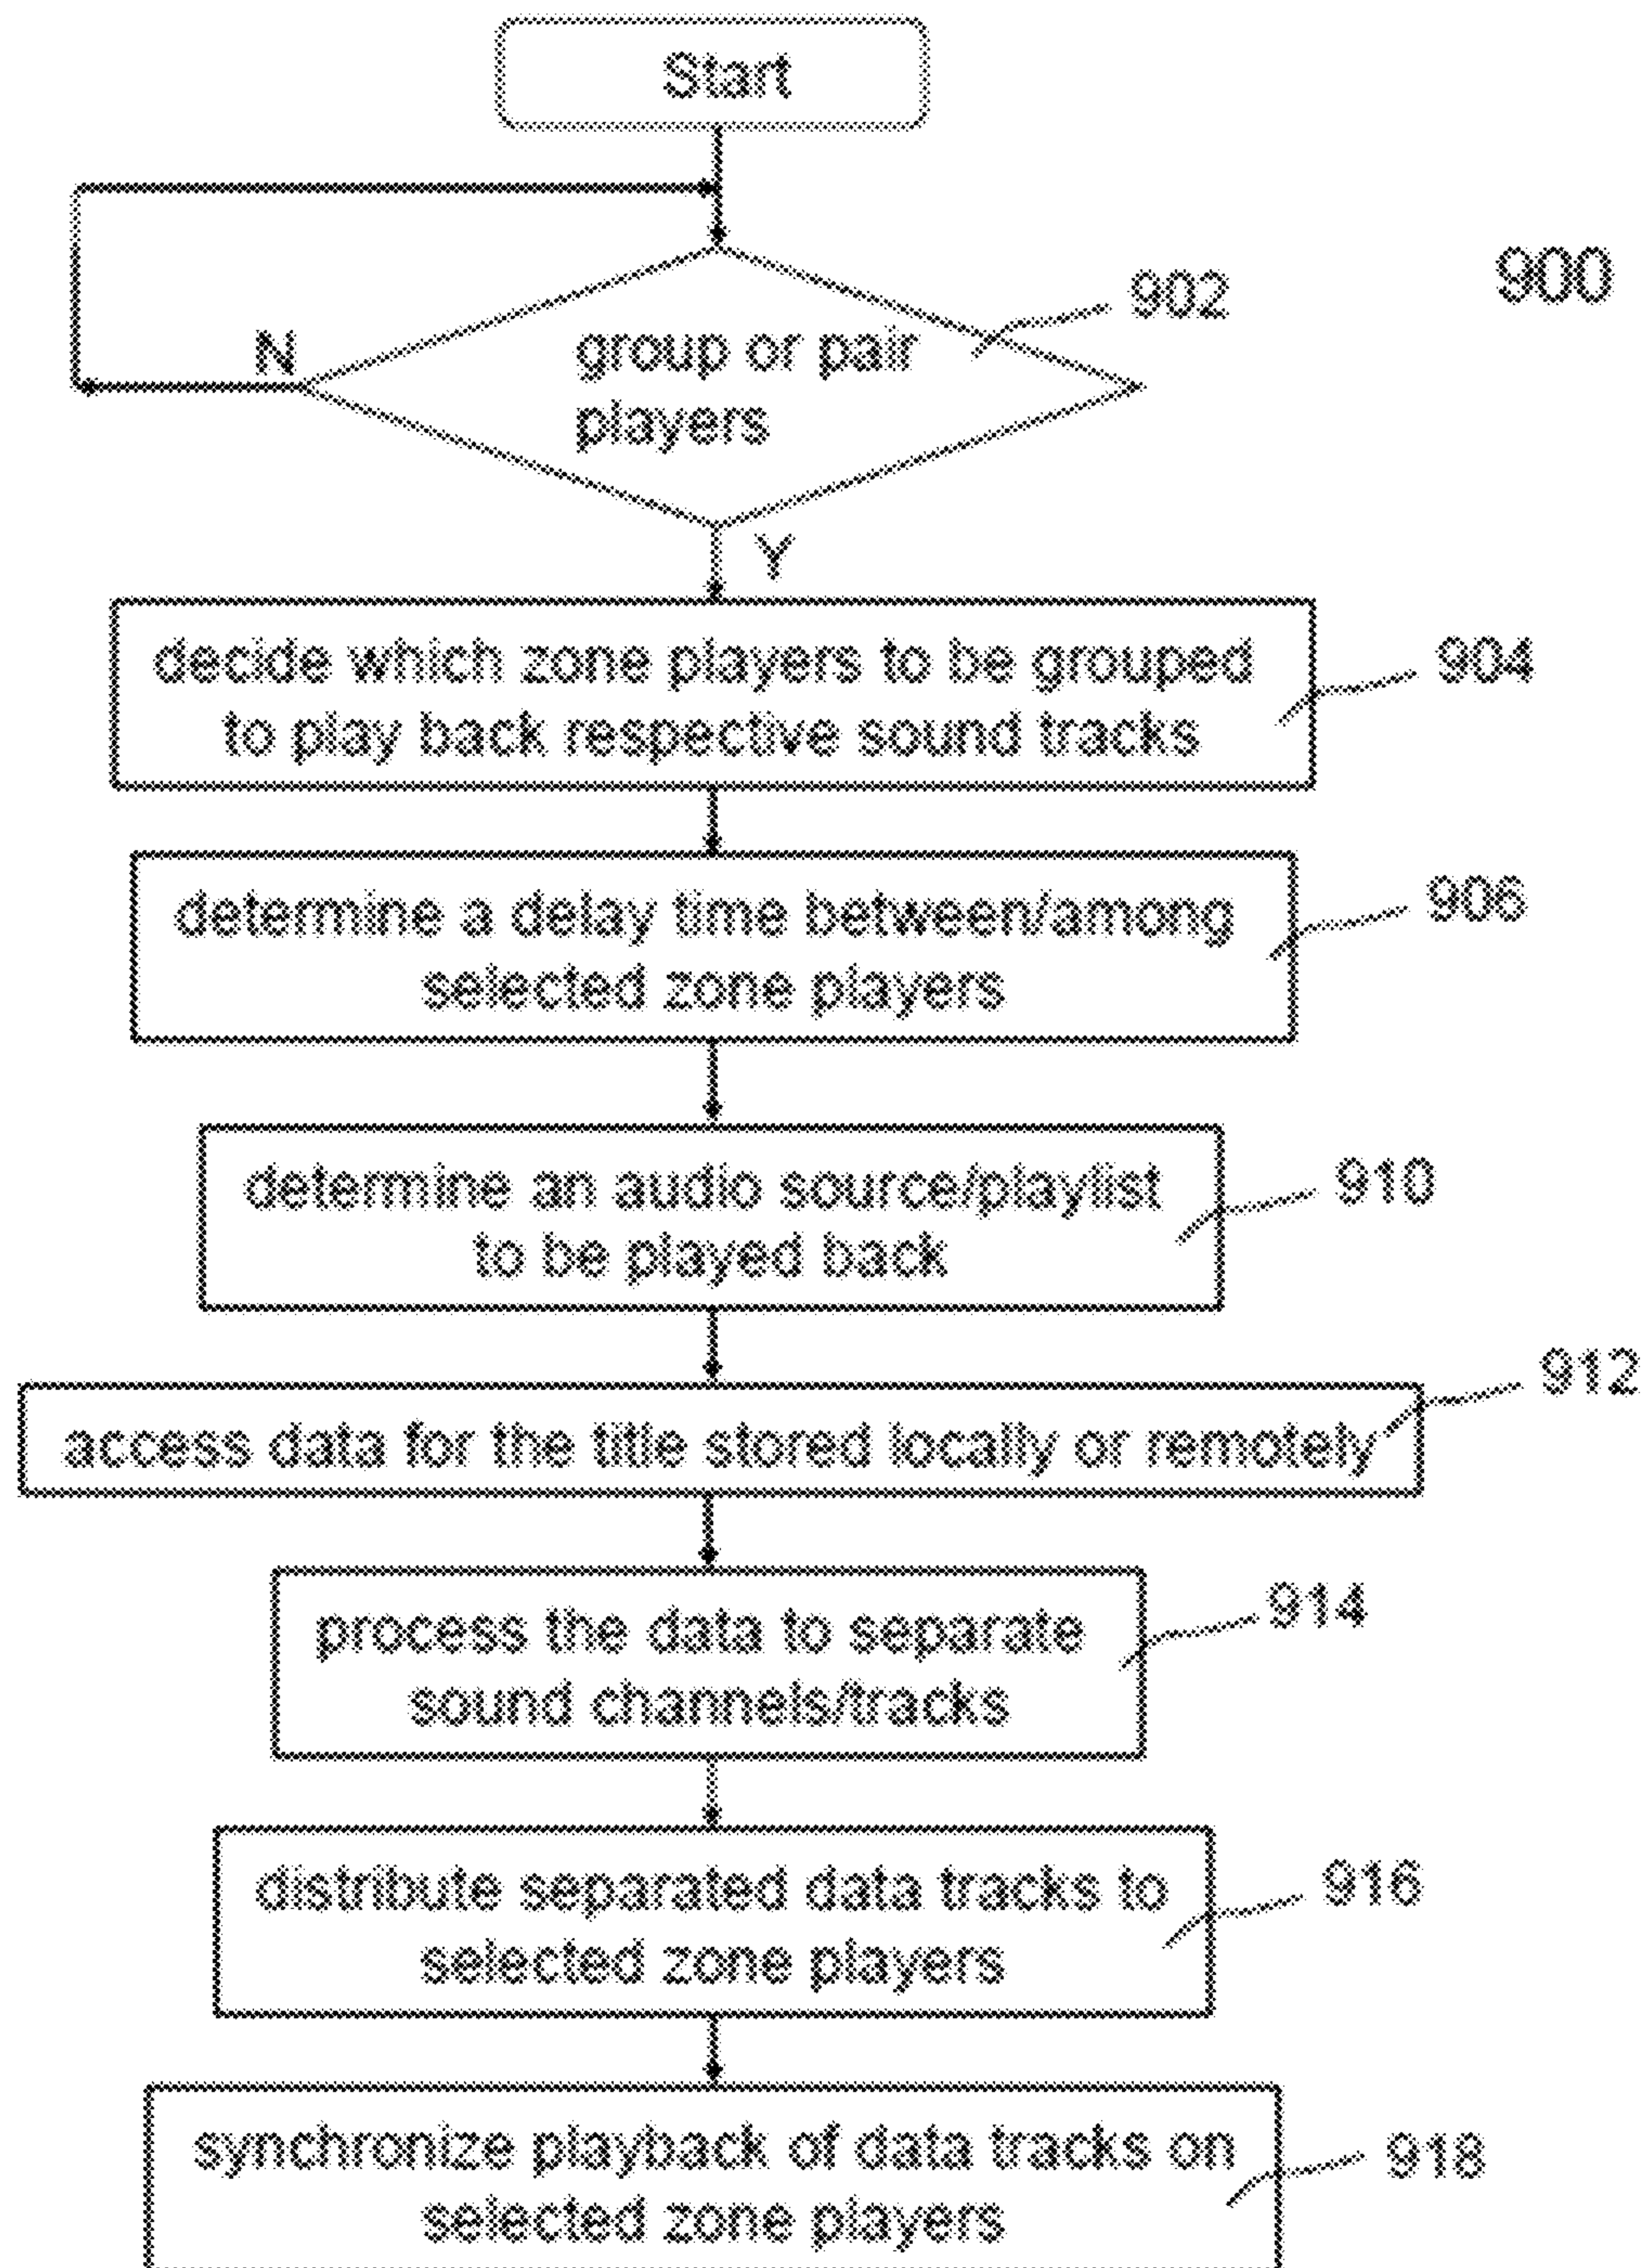 Start
900
902
group or pair
players
N
Y
decide which zone players to be grouped
to play back respective sound tracks
904
determine a delay time between/among
selected zone players
906
determine an audio source/playlist
to be played back
910
access data for the title stored locally or remotely
912
process the data to separate
sound channels/tracks
914
distribute separated data tracks to
selected zone players
916
synchronize playback of data tracks on
selected zone players
918